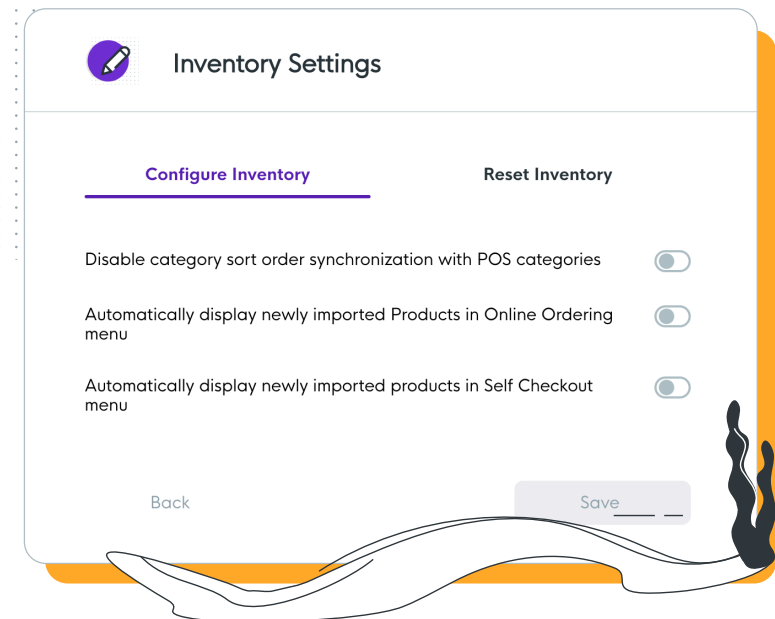 Inventory Settings
Configure Inventory
Reset Inventory
Disable category sort order synchronization with POS categories
Automatically display newly imported Products in Online Ordering
menu
Automatically display newly imported products in Self Checkout
menu
Back
Save